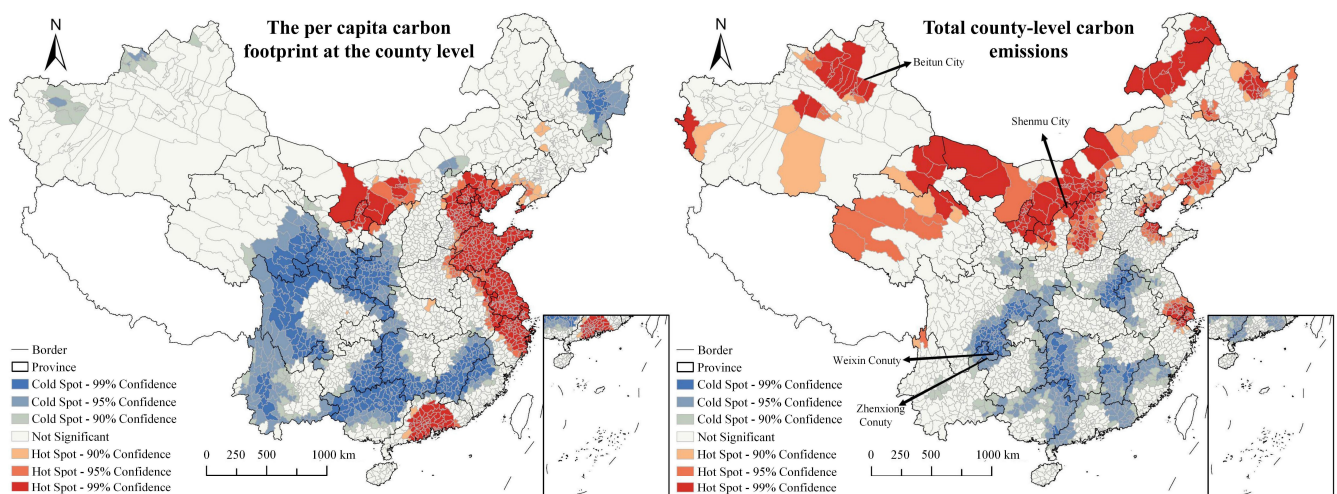 N
The per capita carbon
footprint at the county level
Border
Province
Cold Spot - 99% Confidence
Cold Spot - 95% Confidence
Cold Spot - 90% Confidence
Not Significant
Hot Spot - 90% Confidence
Hot Spot - 95% Confidence
Hot Spot - 99% Confidence
0 500 1000 km
N
Total county-level carbon
emissions
Beitun City
Shenmu City
Weixin Conuty
Zhenxiong
Conuty
Border
Province
Cold Spot - 99% Confidence
Cold Spot - 95% Confidence
Cold Spot - 90% Confidence
Not Significant
Hot Spot - 90% Confidence
Hot Spot - 95% Confidence
Hot Spot - 99% Confidence
0 500 1000 km